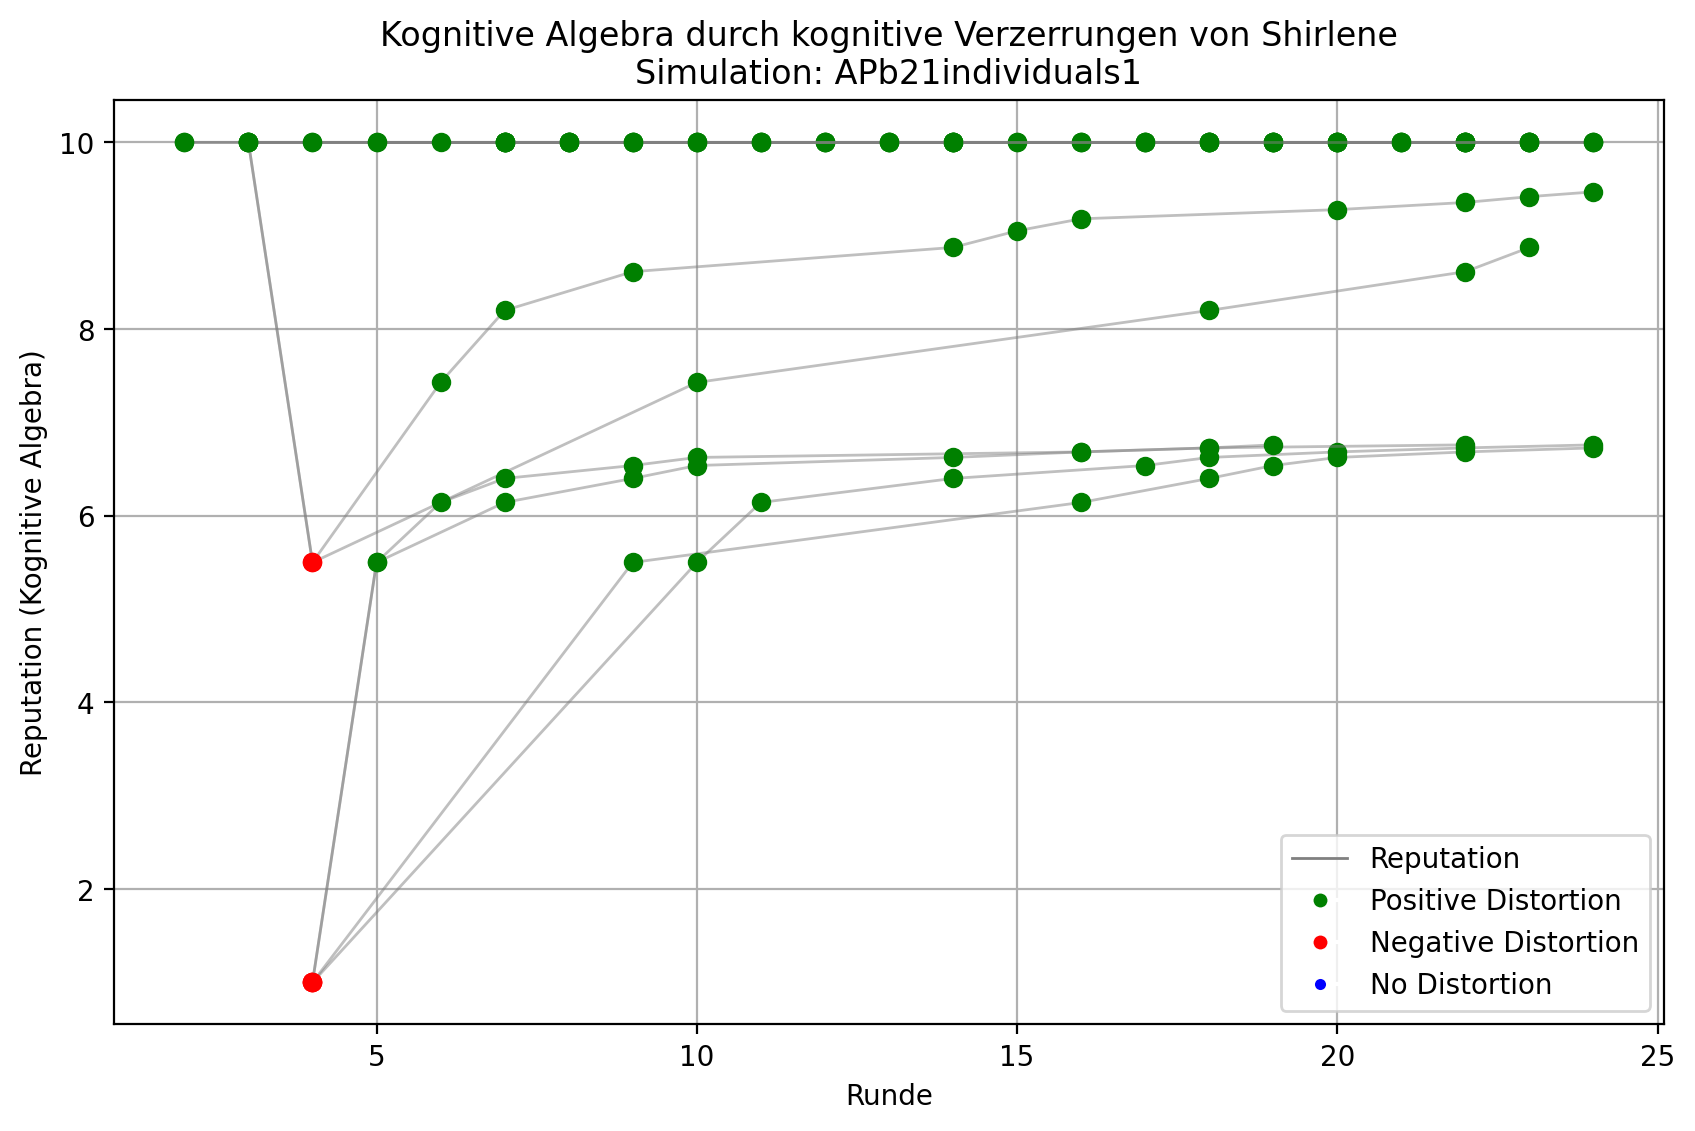 Kognitive Algebra durch kognitive Verzerrungen von Shirlene
Simulation: APb21individuals1
Reputation (Kognitive Algebra)
10
8
6
4
2
Reputation
Positive Distortion
Negative Distortion
No Distortion
5 10 15 20 25
Runde